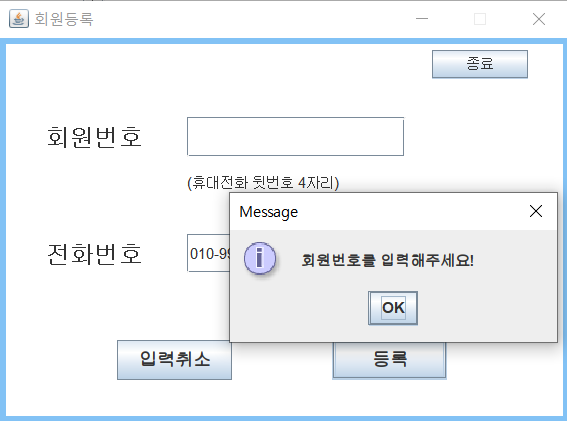 회원등록
종료
회원번호
(휴대전화 뒷번호 4자리)
Message
회원번호를 입력해주세요!
OK
전화번호
010-99
입력취소
등록